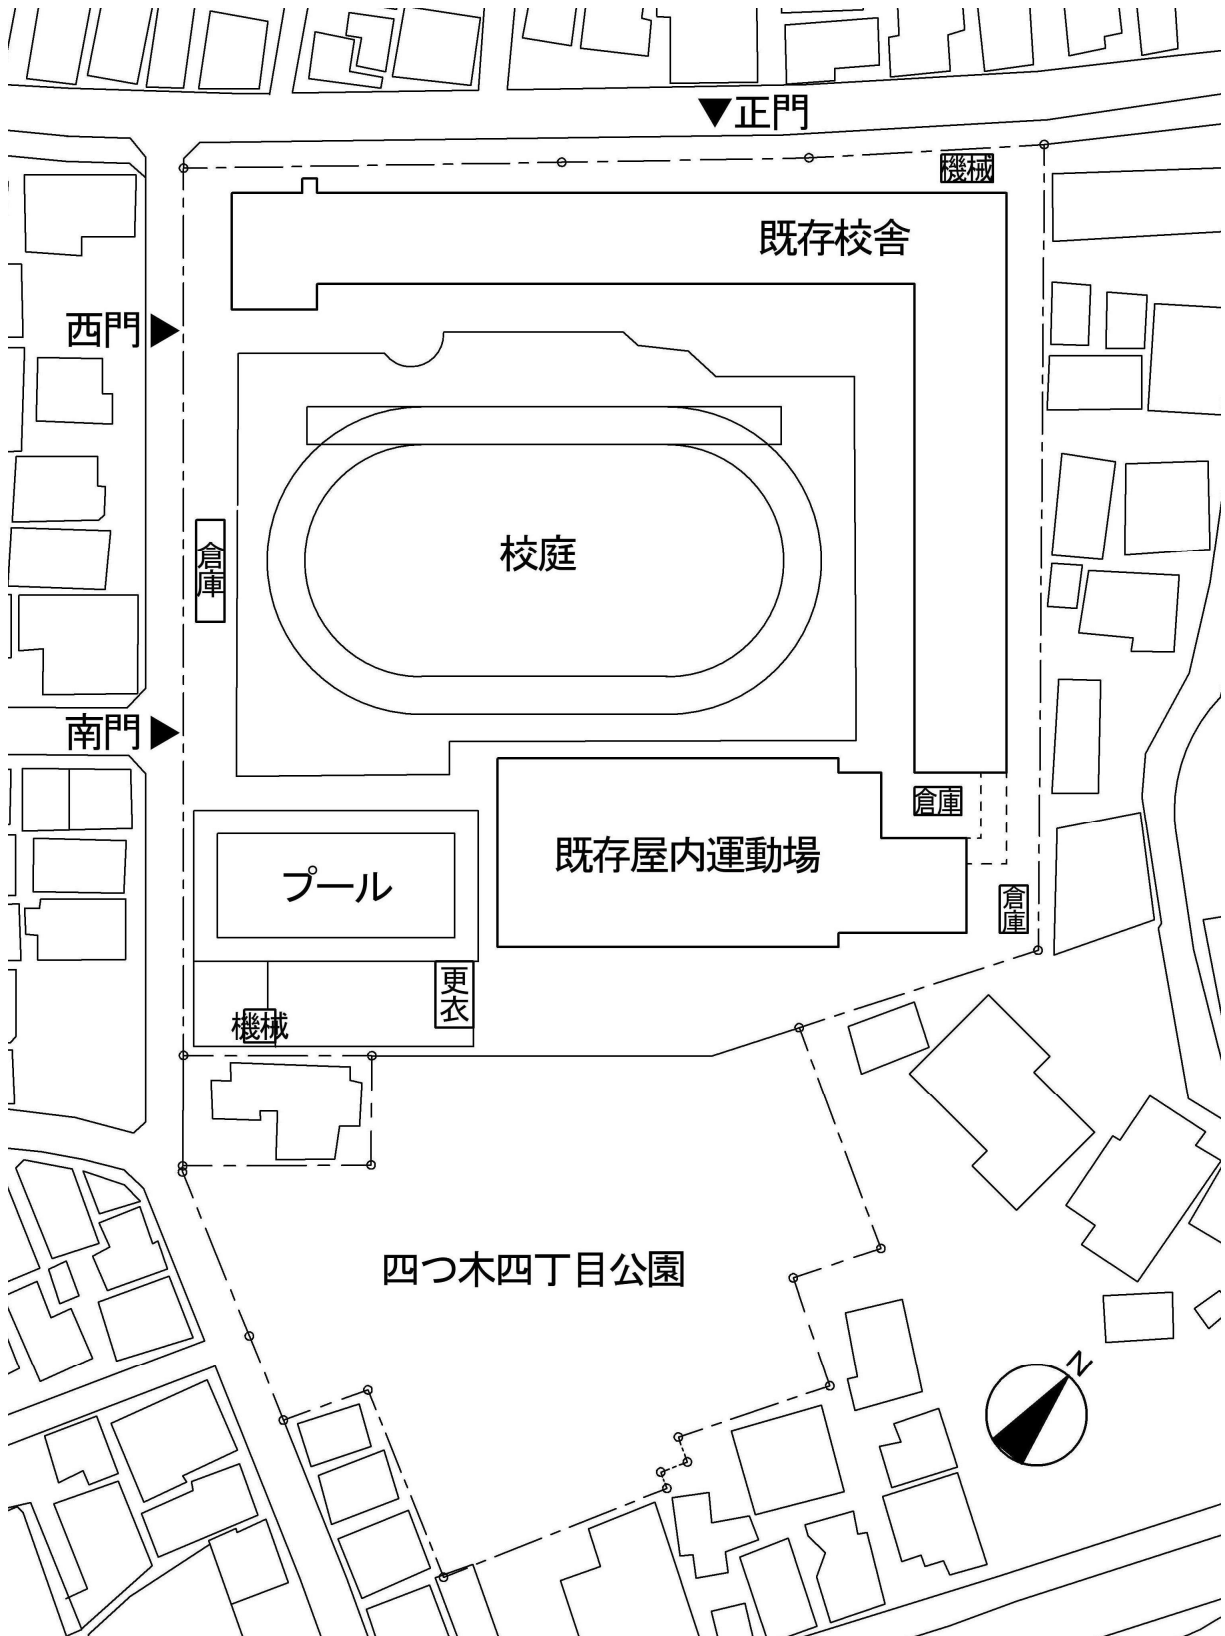 正門
機械
既存校舎
西門
校庭
倉庫
南門
倉庫
既存屋内運動場
プール
倉庫
更衣
機械
四つ木四丁目公園
N